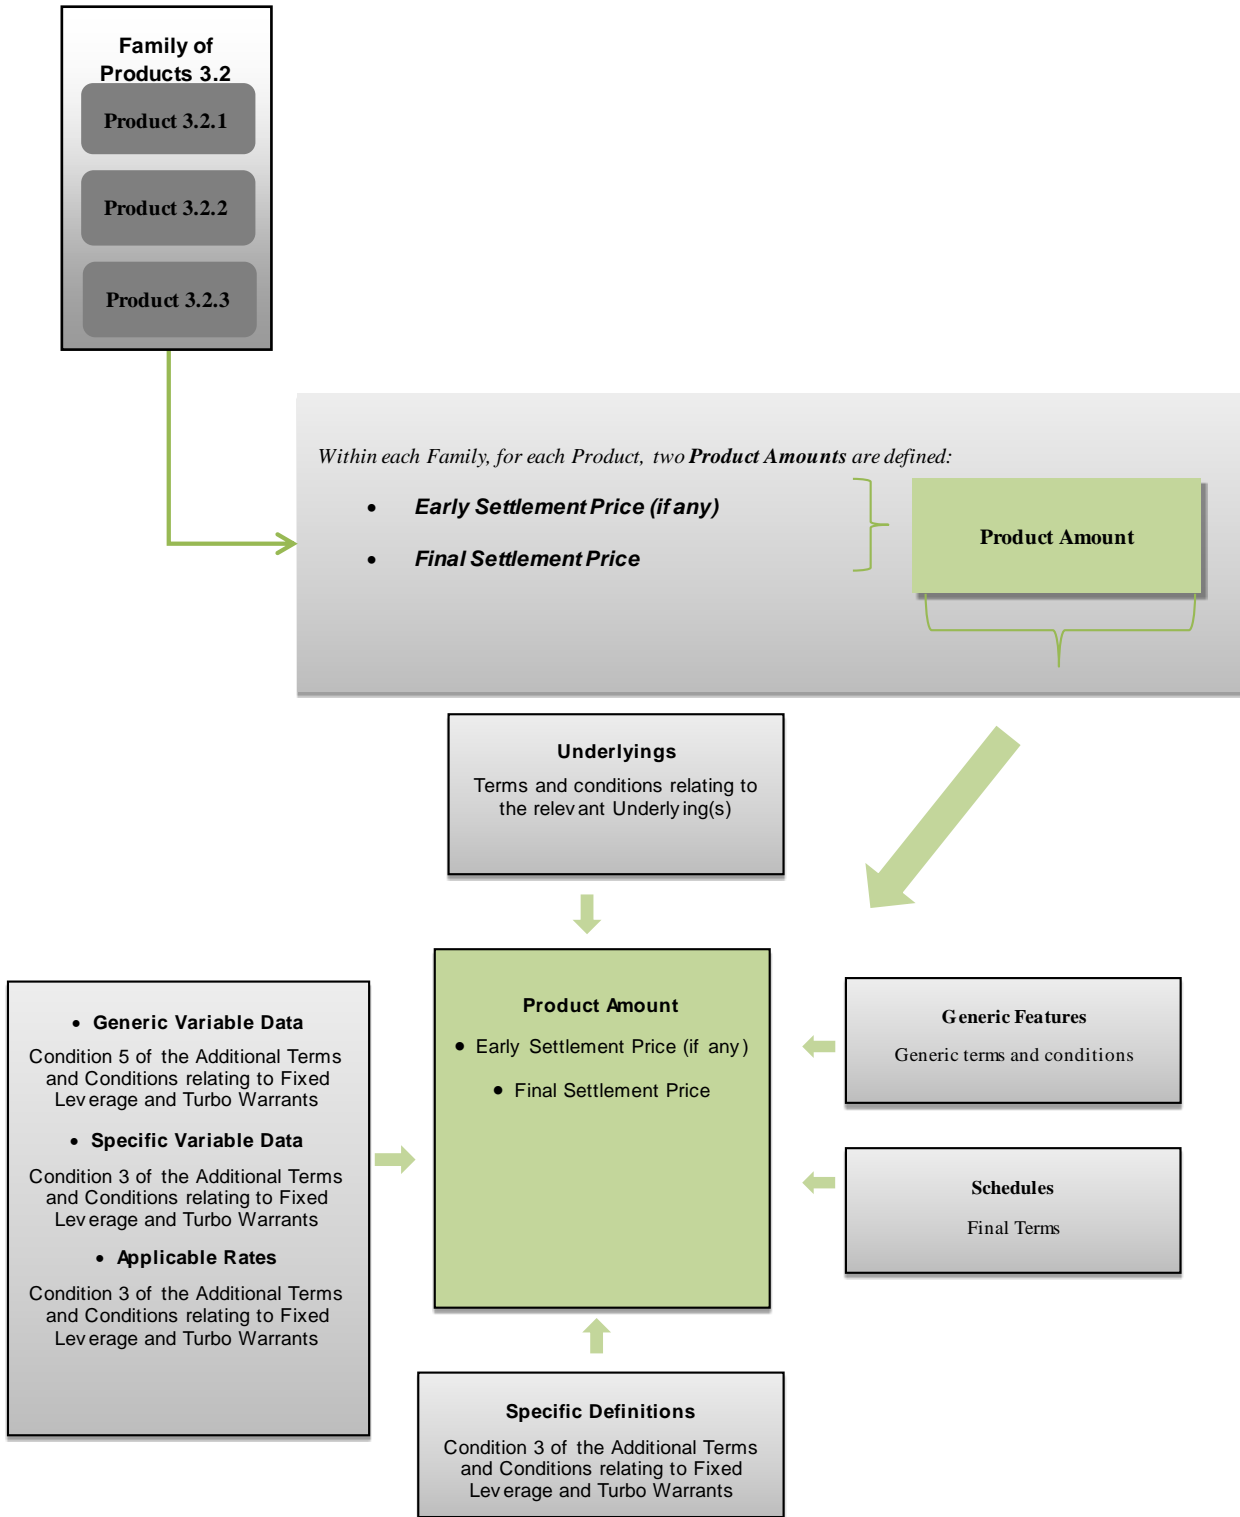 Family of
Products 3.2
Product 3.2.1
Product 3.2.2
Product 3.2.3
Within each Family, for each Product, two Product Amounts are defined:
• Early Settlement Price (if any)
• Final Settlement Price
Product Amount
Underlyings
Terms and conditions relating to
the relevant Underlying(s)
• Generic Variable Data
Condition 5 of the Additional Terms
and Conditions relating to Fixed
Leverage and Turbo Warrants
• Specific Variable Data
Condition 3 of the Additional Terms
and Conditions relating to Fixed
Leverage and Turbo Warrants
• Applicable Rates
Condition 3 of the Additional Terms
and Conditions relating to Fixed
Leverage and Turbo Warrants
Product Amount
• Early Settlement Price (if any)
• Final Settlement Price
Generic Features
Generic terms and conditions
Schedules
Final Terms
Specific Definitions
Condition 3 of the Additional Terms
and Conditions relating to Fixed
Leverage and Turbo Warrants